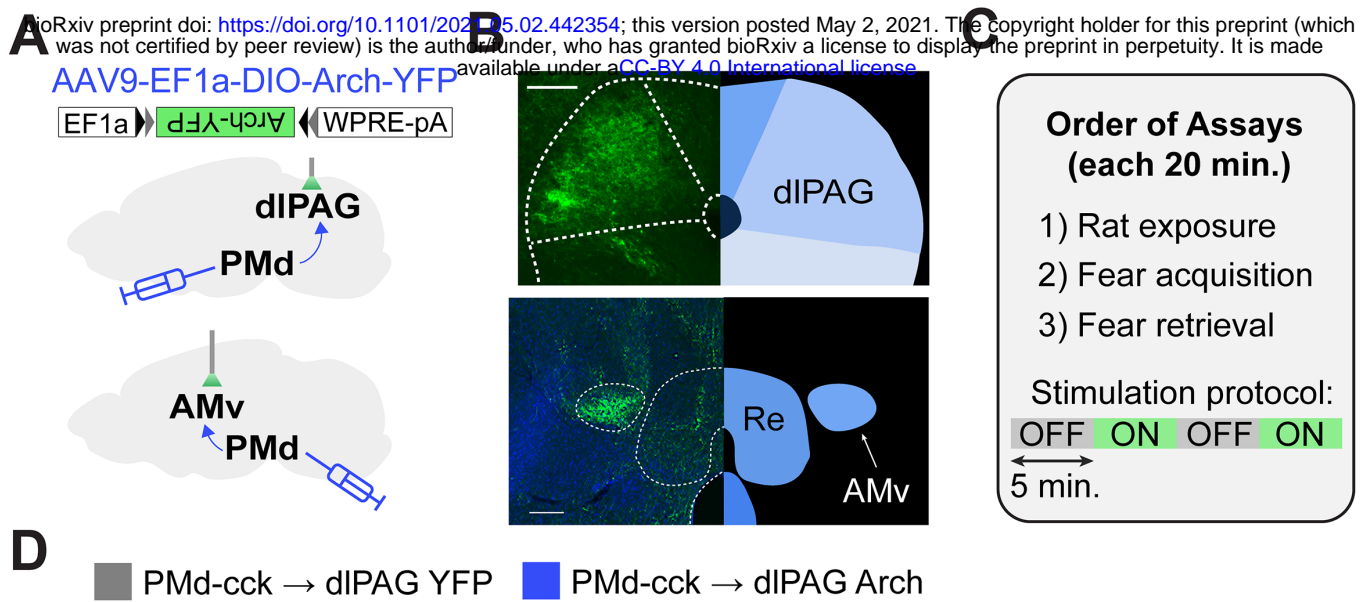 bioRxiv preprint doi: https://doi.org/10.1101/2021.05.02.442354; this version posted May 2, 2021. The copyright holder for this preprint (which
was not certified by peer review) is the author/funder, who has granted bioRxiv a license to display the preprint in perpetuity. It is made
available under aCC-BY 4.0 International license
A
AAV9-EF1a-DIO-Arch-YFP
EF1a Arch-YFP WPRE-pA
dlPAG
PMd
AMv
PMd
B
dlPAG
Re
AMv
C
Order of Assays
(each 20 min.)
1) Rat exposure
2) Fear acquisition
3) Fear retrieval
Stimulation protocol:
OFF ON OFF ON
5 min.
D
PMd-cck → dlPAG YFP PMd-cck → dlPAG Arch